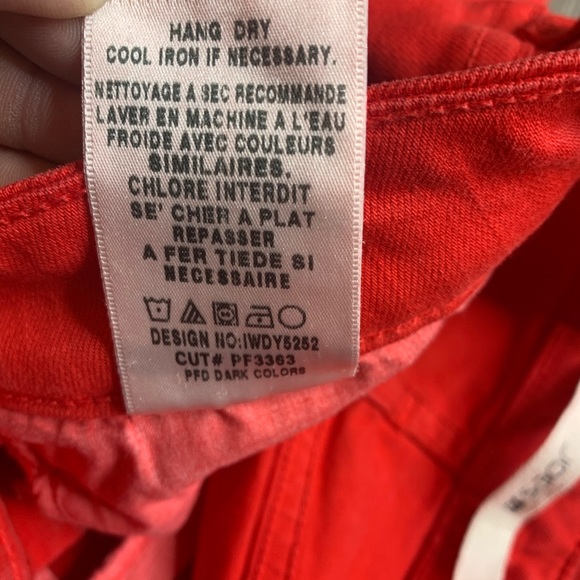 HANG DRY
COOL IRON IF NECESSARY.
NETTOYAGE A SEC RECOMMANDE
LAVER EN MACHINE A L'EAU
FROIDE AVEC COULEURS
SIMILAIRES.
CHLORE INTERDIT
SE' CHER A PLAT
REPASSER
A FER TIEDE SI
NECESSAIRE
DESIGN NO:IWDY5252
CUT# PF3363
PFD DARK COLORS